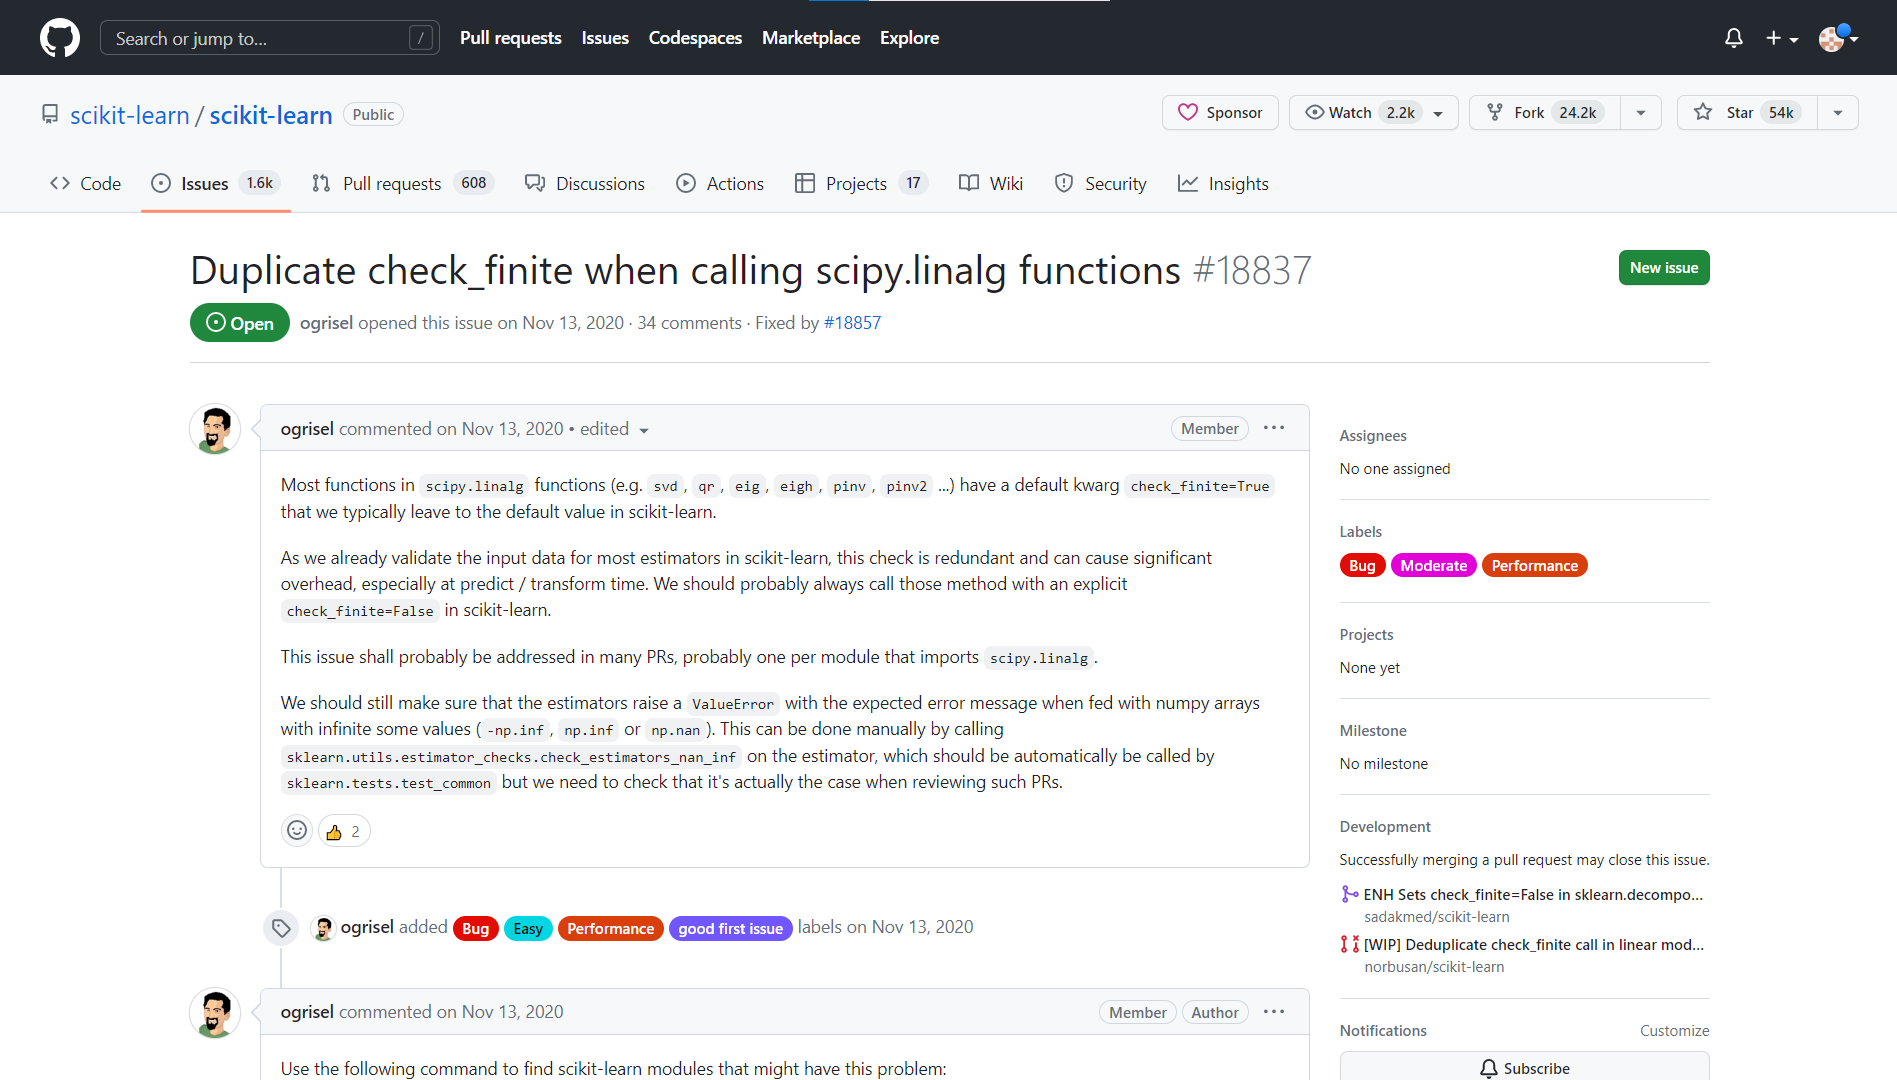 Search or jump to... /
Pull requests Issues Codespaces Marketplace Explore
scikit-learn / scikit-learn Public
Sponsor Watch 2.2k Fork 24.2k Star 54k
Code Issues 1.6k Pull requests 608 Discussions Actions Projects 17 Wiki Security Insights
Duplicate check_finite when calling scipy.linalg functions #18837
New issue
Open ogrisel opened this issue on Nov 13, 2020 · 34 comments · Fixed by #18857
ogrisel commented on Nov 13, 2020 • edited Member ...
Most functions in scipy.linalg functions (e.g. svd, qr, eig, eigh, pinv, pinv2 ...) have a default kwarg check_finite=True
that we typically leave to the default value in scikit-learn.
As we already validate the input data for most estimators in scikit-learn, this check is redundant and can cause significant
overhead, especially at predict / transform time. We should probably always call those method with an explicit
check_finite=False in scikit-learn.
This issue shall probably be addressed in many PRs, probably one per module that imports scipy.linalg.
We should still make sure that the estimators raise a ValueError with the expected error message when fed with numpy arrays
with infinite some values (-np.inf, np.inf or np.nan). This can be done manually by calling
sklearn.utils.estimator_checks.check_estimators_nan_inf on the estimator, which should be automatically be called by
sklearn.tests.test_common but we need to check that it's actually the case when reviewing such PRs.
2
ogrisel added Bug Easy Performance good first issue labels on Nov 13, 2020
ogrisel commented on Nov 13, 2020 Member Author ...
Use the following command to find scikit-learn modules that might have this problem:
Assignees
No one assigned
Labels
Bug Moderate Performance
Projects
None yet
Milestone
No milestone
Development
Successfully merging a pull request may close this issue.
ENH Sets check_finite=False in sklearn.decompo...
sadakmed/scikit-learn
[WIP] Deduplicate check_finite call in linear mod...
norbusan/scikit-learn
Notifications Customize
Subscribe